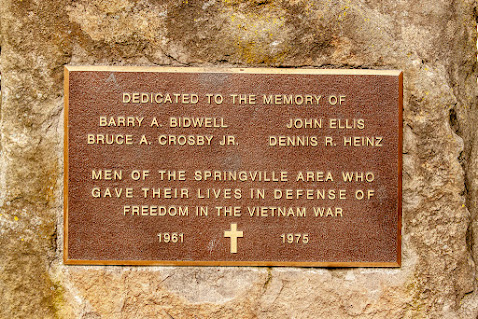 DEDICATED TO THE MEMORY OF
BARRY A. BIDWELL JOHN ELLIS
BRUCE A. CROSBY JR. DENNIS R. HEINZ
MEN OF THE SPRINGVILLE AREA WHO
GAVE THEIR LIVES IN DEFENSE OF
FREEDOM IN THE VIETNAM WAR
1961 1975